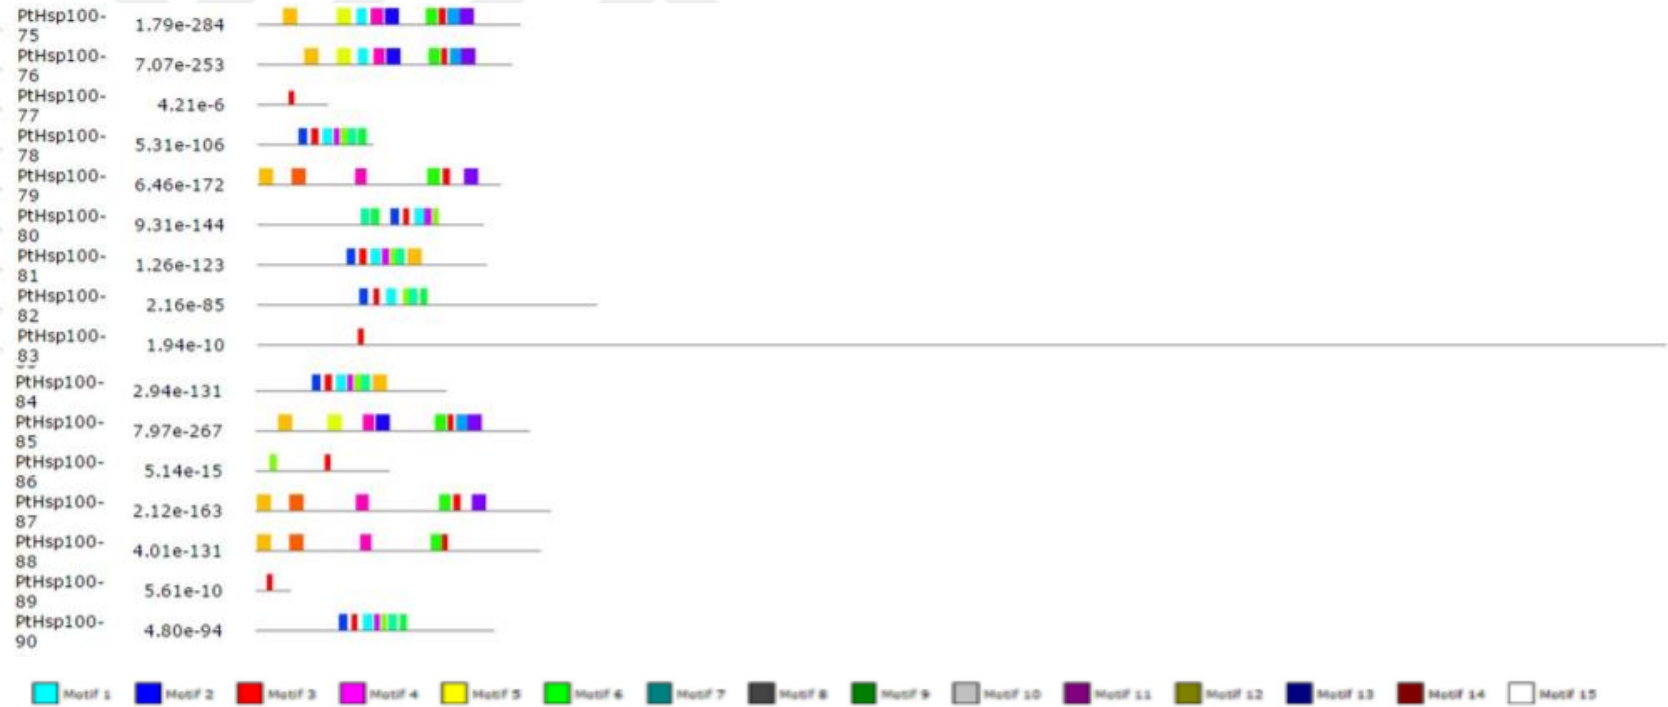 PtHsp100-
75
1.79e-284
PtHsp100-
76
7.07e-253
PtHsp100-
77
4.21e-6
PtHsp100-
78
5.31e-106
PtHsp100-
79
6.46e-172
PtHsp100-
80
9.31e-144
PtHsp100-
81
1.26e-123
PtHsp100-
82
2.16e-85
PtHsp100-
83
1.94e-10
PtHsp100-
84
2.94e-131
PtHsp100-
85
7.97e-267
PtHsp100-
86
5.14e-15
PtHsp100-
87
2.12e-163
PtHsp100-
88
4.01e-131
PtHsp100-
89
5.61e-10
PtHsp100-
90
4.80e-94
Motif 1 Motif 2 Motif 3 Motif 4 Motif 5 Motif 6 Motif 7 Motif 8 Motif 9 Motif 10 Motif 11 Motif 12 Motif 13 Motif 14 Motif 15